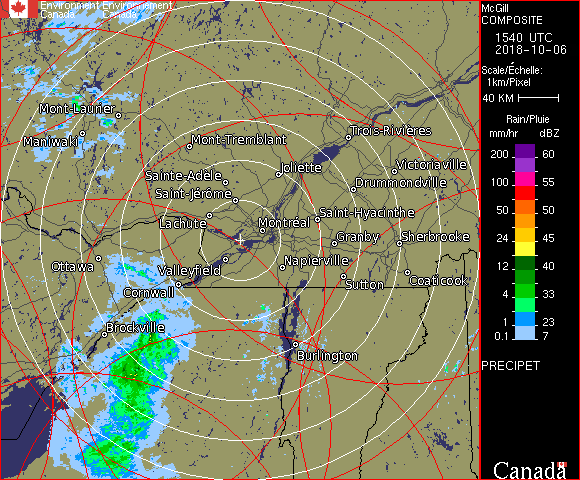 Environment Environnement
Canada Canada
Mont-Laurier
Maniwaki
Mont-Tremblant
Trois-Rivières
Joliette
Victoriaville
Sainte-Adèle
Drummondville
Saint-Jérôme
Saint-Hyacinthe
Lachute
Montréal
Granby
Sherbrooke
Ottawa
Valleyfield
Napierville
Cornwall
Sutton
Coaticook
Brockville
Burlington
McGill
COMPOSITE
1540 UTC
2018-10-06
Scale/Échelle:
1km/Pixel
40 KM
Rain/Pluie
mm/hr dBZ
200 60
100 55
50 50
24 45
12 40
4 33
1 23
0.1 7
PRECIPET
Canada